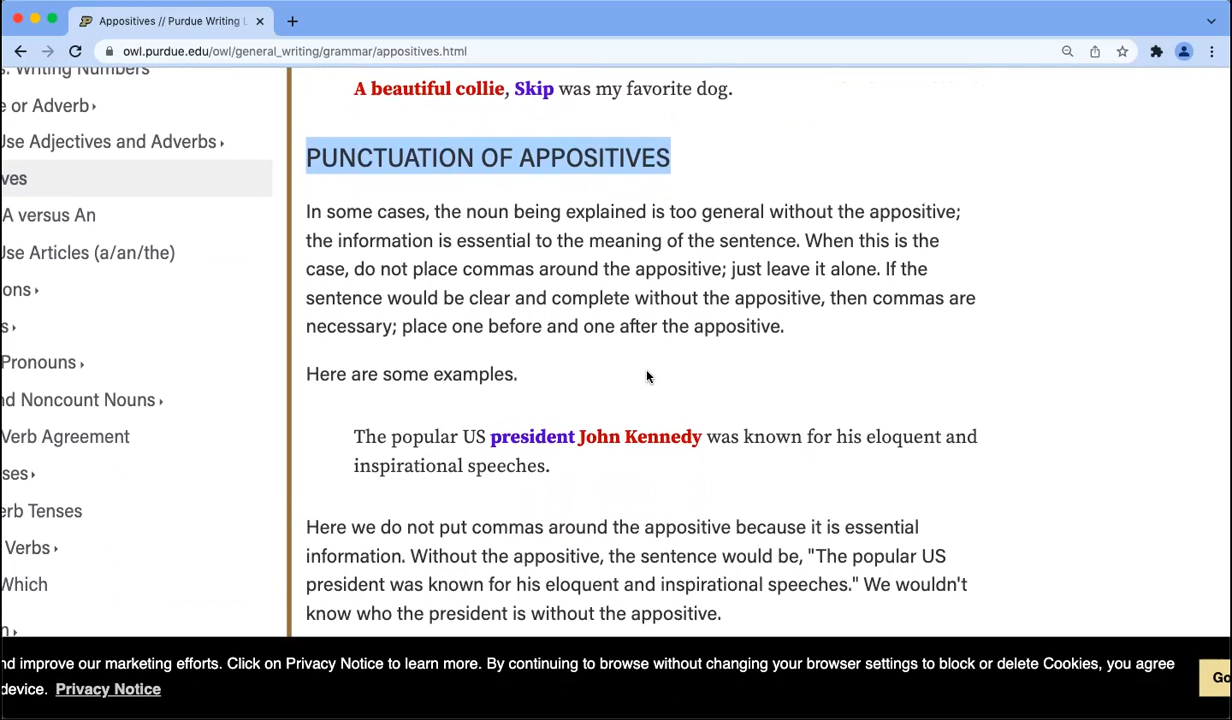 Appositives // Purdue Writing L
owl.purdue.edu/owl/general_writing/grammar/appositives.html
s: Writing Numbers
e or Adverb
Use Adjectives and Adverbs
ves
A versus An
Use Articles (a/an/the)
ons
s
Pronouns
nd Noncount Nouns
Verb Agreement
ses
erb Tenses
Verbs
Which
n
A beautiful collie, Skip was my favorite dog.
PUNCTUATION OF APPOSITIVES
In some cases, the noun being explained is too general without the appositive;
the information is essential to the meaning of the sentence. When this is the
case, do not place commas around the appositive; just leave it alone. If the
sentence would be clear and complete without the appositive, then commas are
necessary; place one before and one after the appositive.
Here are some examples.
The popular US president John Kennedy was known for his eloquent and
inspirational speeches.
Here we do not put commas around the appositive because it is essential
information. Without the appositive, the sentence would be, "The popular US
president was known for his eloquent and inspirational speeches." We wouldn't
know who the president is without the appositive.
nd improve our marketing efforts. Click on Privacy Notice to learn more. By continuing to browse without changing your browser settings to block or delete Cookies, you agree
device. Privacy Notice
Go